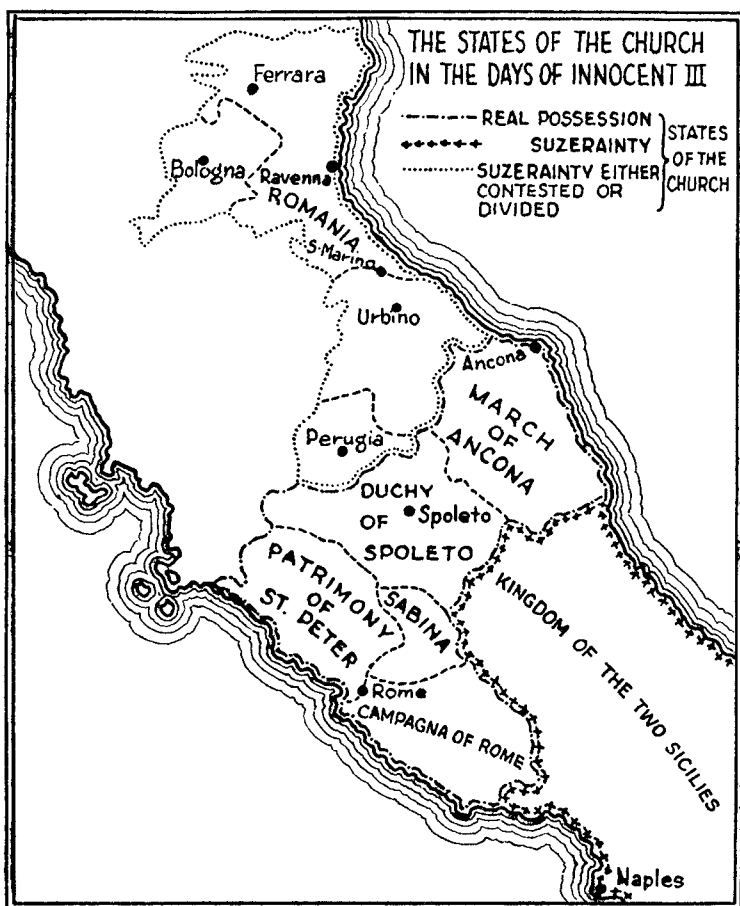 THE STATES OF THE CHURCH
IN THE DAYS OF INNOCENT III
REAL POSSESSION
SUZERAINTY
SUZERAINTY EITHER
CONTESTED OR
DIVIDED
STATES
OF THE
CHURCH
Ferrara
Bologna
Ravenna
ROMANIA
S. Marino
Urbino
Ancona
MARCH
OF
ANCONA
Perugia
DUCHY
OF
SPOLETO
Spoleto
PATRIMONY
OF
ST. PETER
SABINA
KINGDOM OF THE TWO SICILIES
Rome
CAMPAGNA OF ROME
Naples